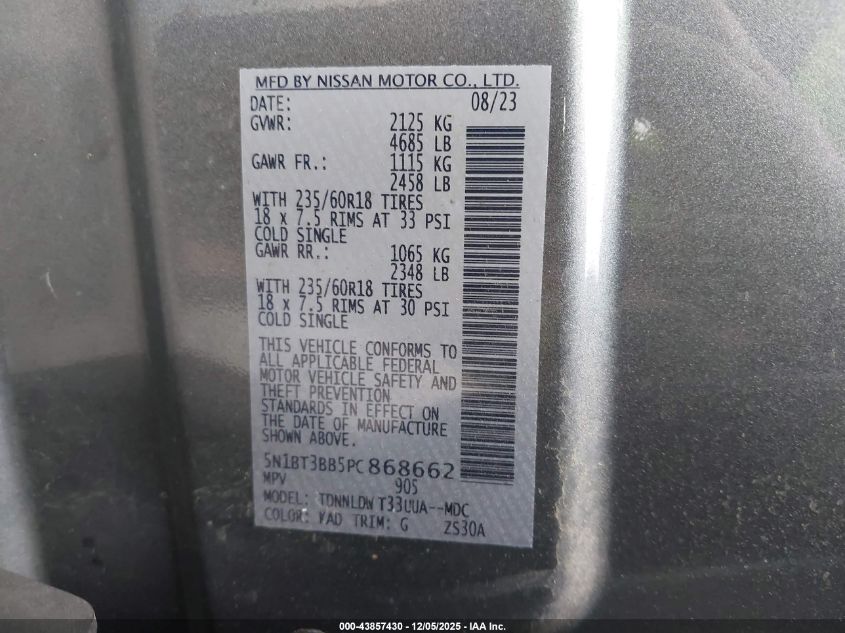 MFD BY NISSAN MOTOR CO., LTD.
DATE: 08/23
GVWR: 2125 KG
4685 LB
GAWR FR.: 1115 KG
2458 LB
WITH 235/60R18 TIRES
18 x 7.5 RIMS AT 33 PSI
COLD SINGLE
GAWR RR.: 1065 KG
2348 LB
WITH 235/60R18 TIRES
18 x 7.5 RIMS AT 30 PSI
COLD SINGLE
THIS VEHICLE CONFORMS TO
ALL APPLICABLE FEDERAL
MOTOR VEHICLE SAFETY AND
THEFT PREVENTION
STANDARDS IN EFFECT ON
THE DATE OF MANUFACTURE
SHOWN ABOVE.
5N1BT3BB5PC868662
MPV 905
MODEL: TDNNLDW T33UUA--MDC
COLOR: KAD TRIM: G ZS30A
000-43857430 - 12/05/2025 - IAA Inc.